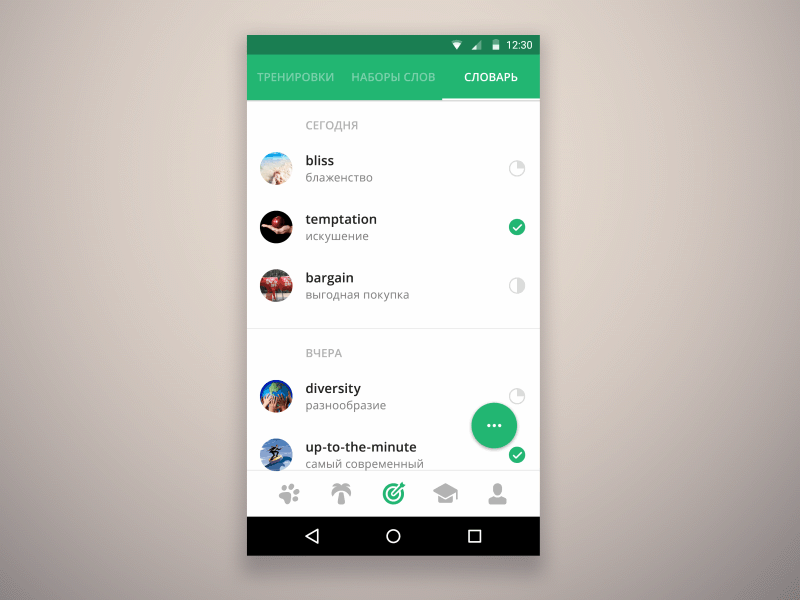 12:30
ТРЕНИРОВКИ НАБОРЫ СЛОВ СЛОВАРЬ
СЕГОДНЯ
bliss
блаженство
temptation
искушение
bargain
выгодная покупка
ВЧЕРА
diversity
разнообразие
up-to-the-minute
самый современный